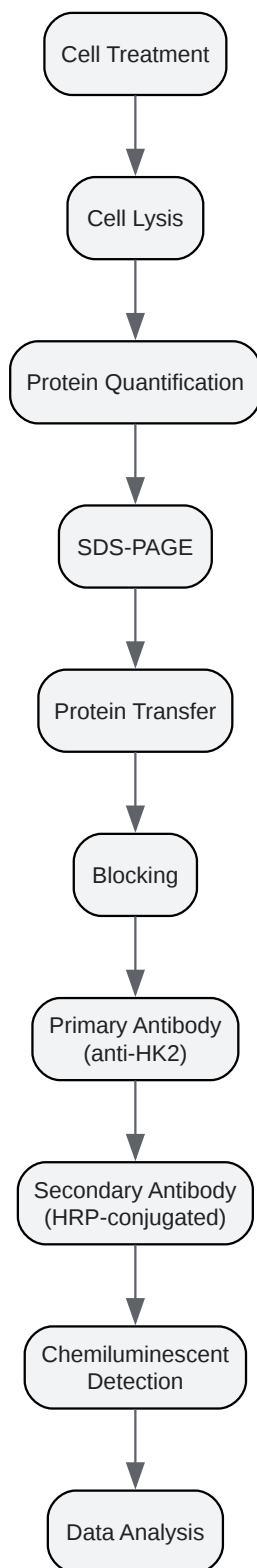 Cell Treatment
Cell Lysis
Protein Quantification
SDS-PAGE
Protein Transfer
Blocking
Primary Antibody
(anti-HK2)
Secondary Antibody
(HRP-conjugated)
Chemiluminescent
Detection
Data Analysis